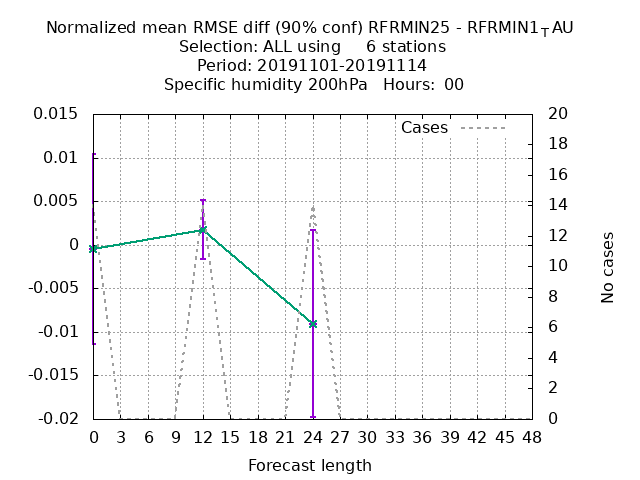 Normalized mean RMSE diff (90% conf) RFRMIN25 - RFRMIN1TAU
Selection: ALL using     6 stations
Period: 20191101-20191114
Specific humidity 200hPa   Hours:  00
Cases
0.015
0.01
0.005
0
-0.005
-0.01
-0.015
-0.02
20
18
16
14
12
10
8
6
4
2
0
No cases
0 3 6 9 12 15 18 21 24 27 30 33 36 39 42 45 48
Forecast length